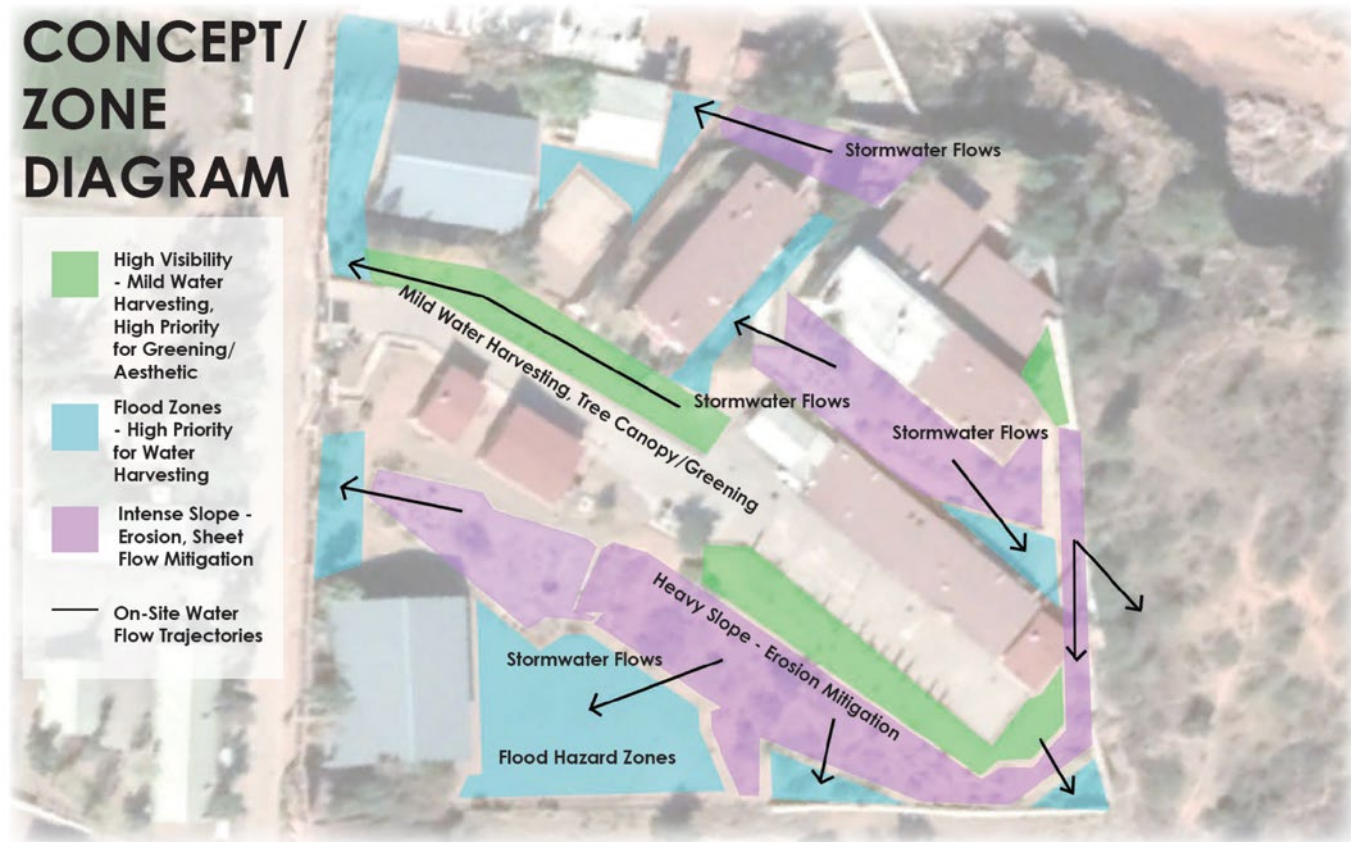 CONCEPT/
ZONE
DIAGRAM
High Visibility
- Mild Water
Harvesting,
High Priority
for Greening/
Aesthetic
Flood Zones
- High Priority
for Water
Harvesting
Intense Slope -
Erosion, Sheet
Flow Mitigation
On-Site Water
Flow Trajectories
Stormwater Flows
Mild Water Harvesting, Tree Canopy/Greening
Stormwater Flows
Stormwater Flows
Heavy Slope - Erosion Mitigation
Stormwater Flows
Flood Hazard Zones